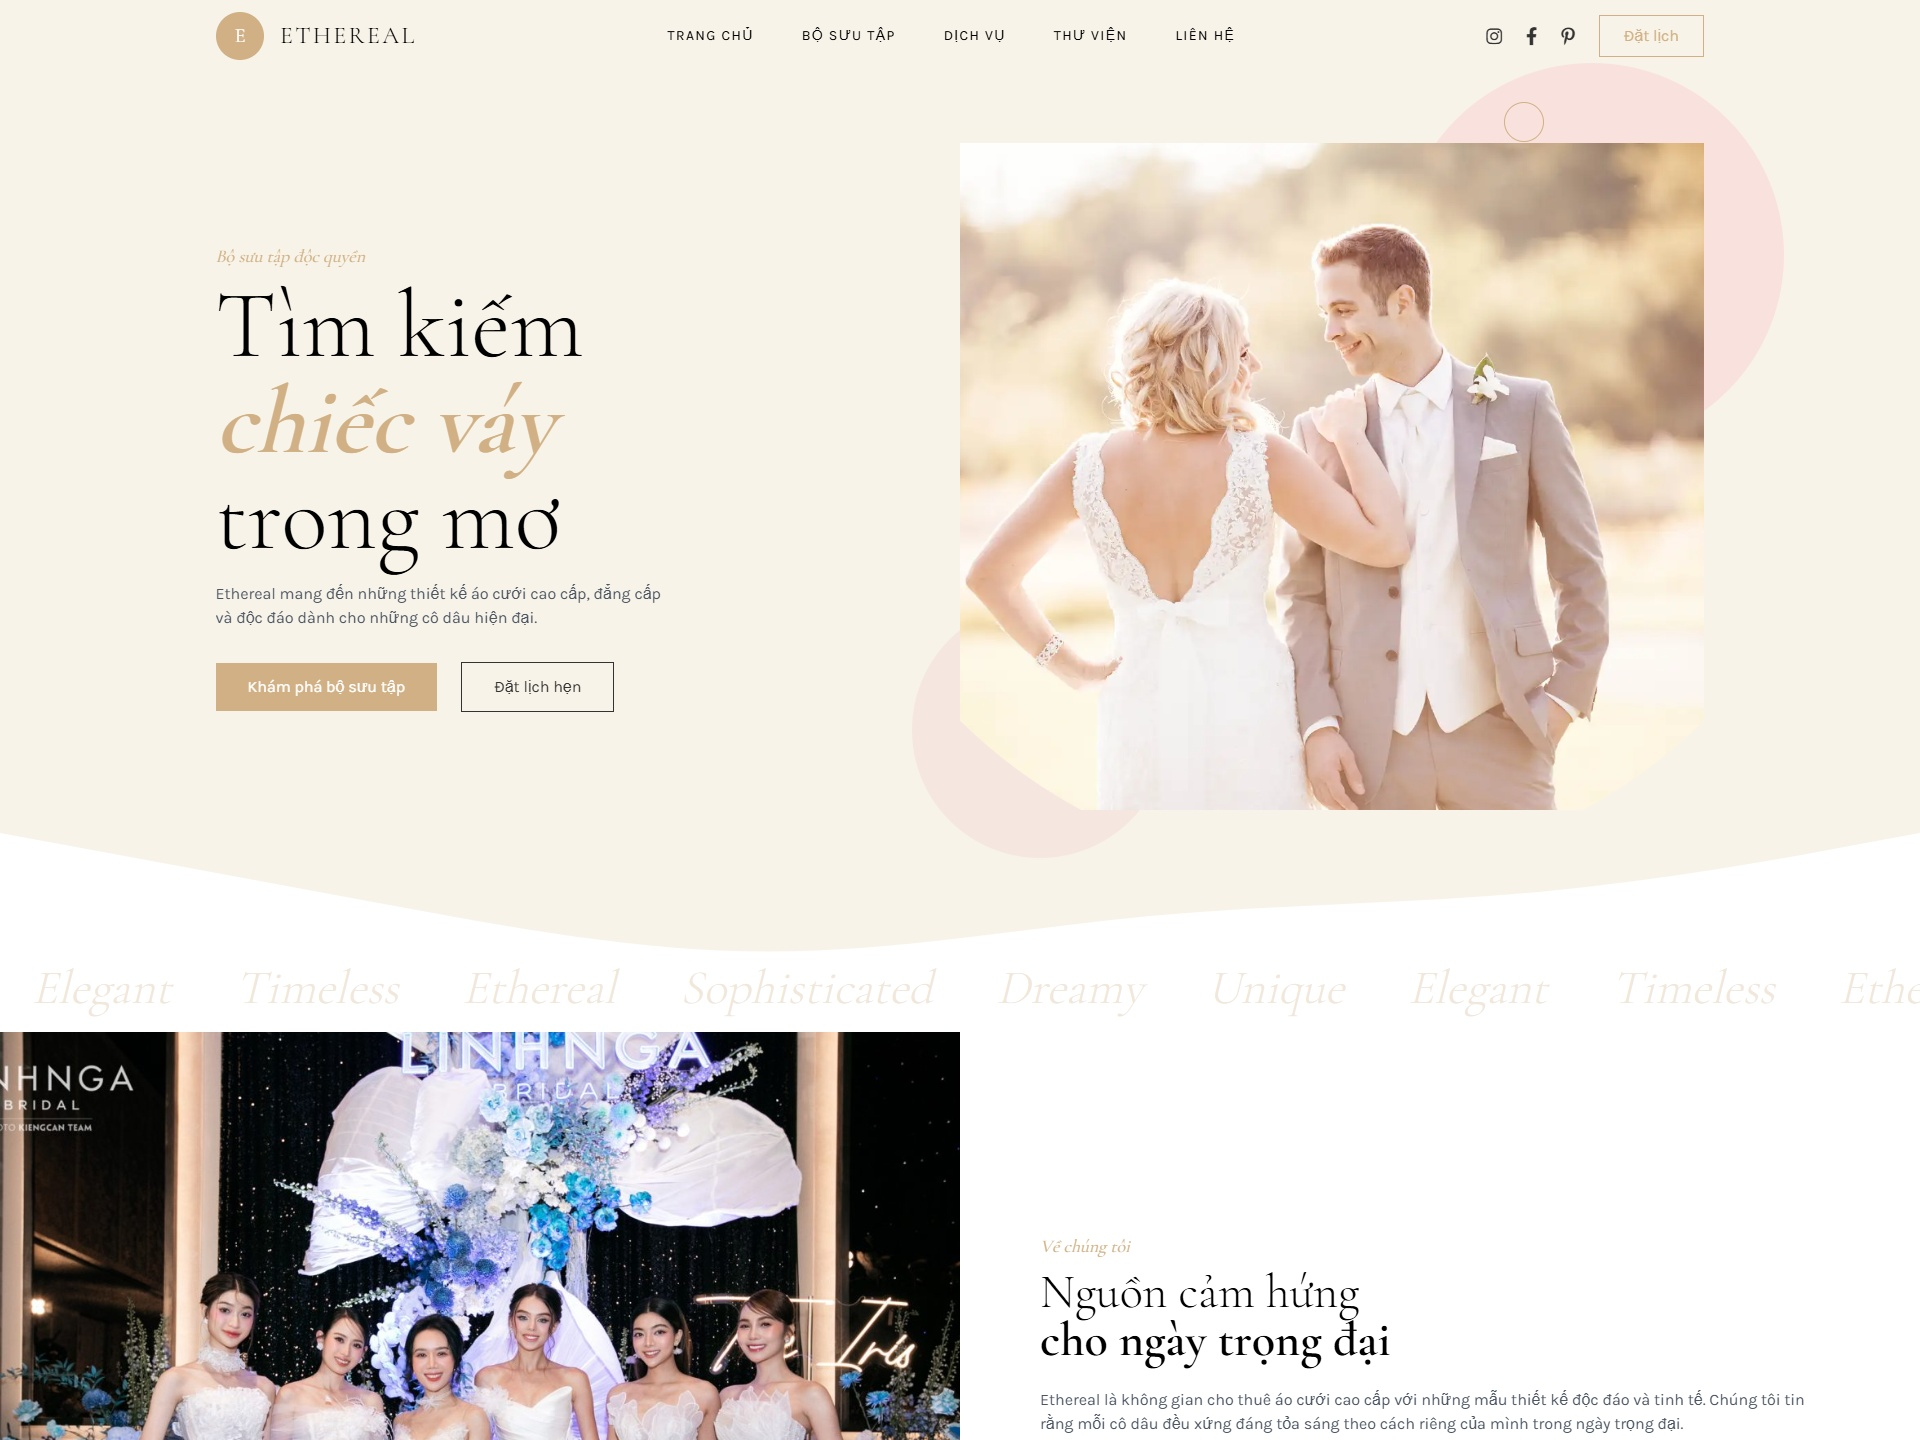 E ETHEREAL
TRANG CHỦ BỘ SƯU TẬP DỊCH VỤ THƯ VIỆN LIÊN HỆ
Đặt lịch
Bộ sưu tập độc quyền
Tìm kiếm
chiếc váy
trong mơ
Ethereal mang đến những thiết kế áo cưới cao cấp, đẳng cấp
và độc đáo dành cho những cô dâu hiện đại.
Khám phá bộ sưu tập
Đặt lịch hẹn
Elegant Timeless Ethereal Sophisticated Dreamy Unique Elegant Timeless Ethe
LINHNGA
BRIDAL
NHNGA
BRIDAL
OTO KIENGCAN TEAM
Iris
Về chúng tôi
Nguồn cảm hứng
cho ngày trọng đại
Ethereal là không gian cho thuê áo cưới cao cấp với những mẫu thiết kế độc đáo và tinh tế. Chúng tôi tin
rằng mỗi cô dâu đều xứng đáng tỏa sáng theo cách riêng của mình trong ngày trọng đại.